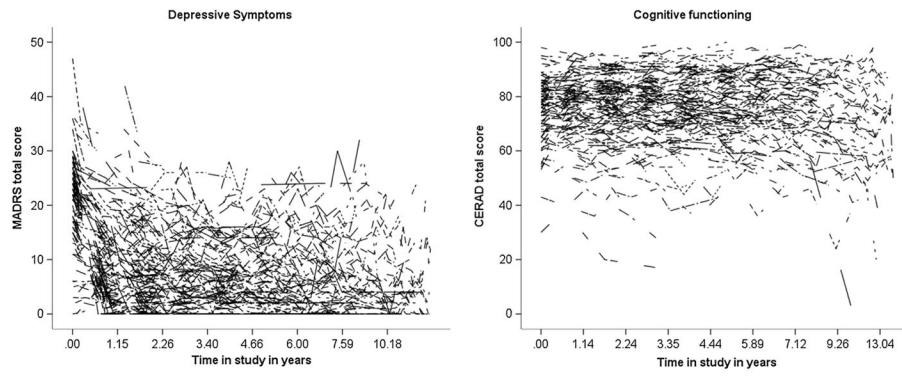 Depressive Symptoms
50
40
30
20
10
0
MADRS total score
.00 1.15 2.26 3.40 4.66 6.00 7.59 10.18
Time in study in years
Cognitive functioning
100
80
60
40
20
0
CERAD total score
.00 1.14 2.24 3.35 4.44 5.89 7.12 9.26 13.04
Time in study in years